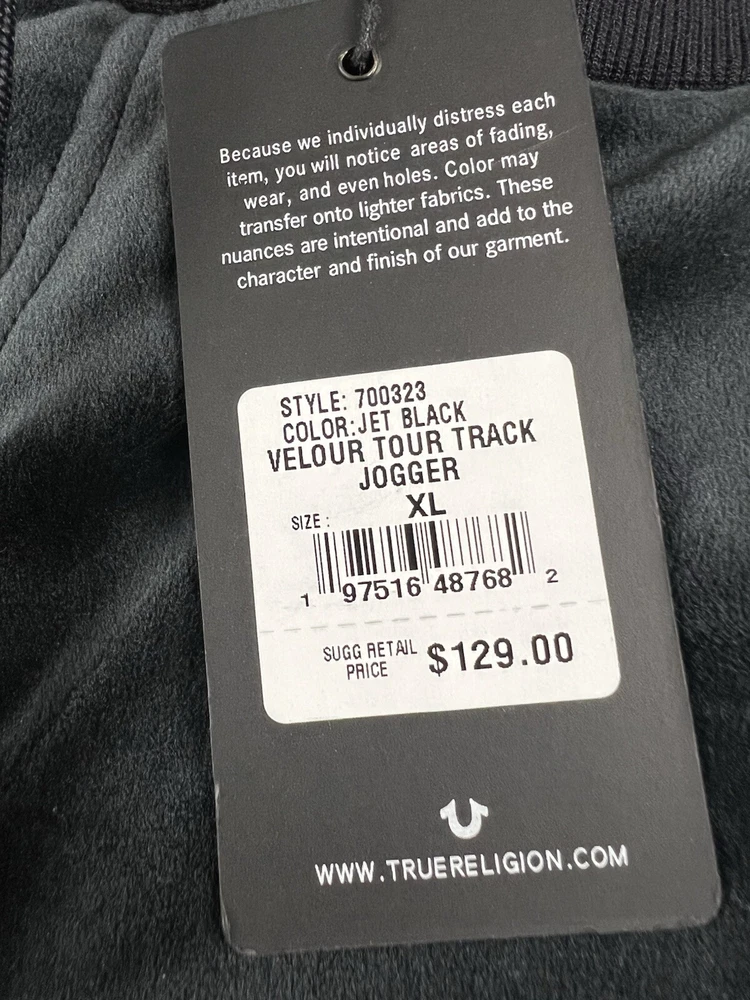 Because we individually distress each
item, you will notice areas of fading,
wear, and even holes. Color may
transfer onto lighter fabrics. These
nuances are intentional and add to the
character and finish of our garment.
STYLE: 700323
COLOR:JET BLACK
VELOUR TOUR TRACK
JOGGER
SIZE : XL
1 97516 48768 2
SUGG RETAIL
PRICE $129.00
WWW.TRUERELIGION.COM